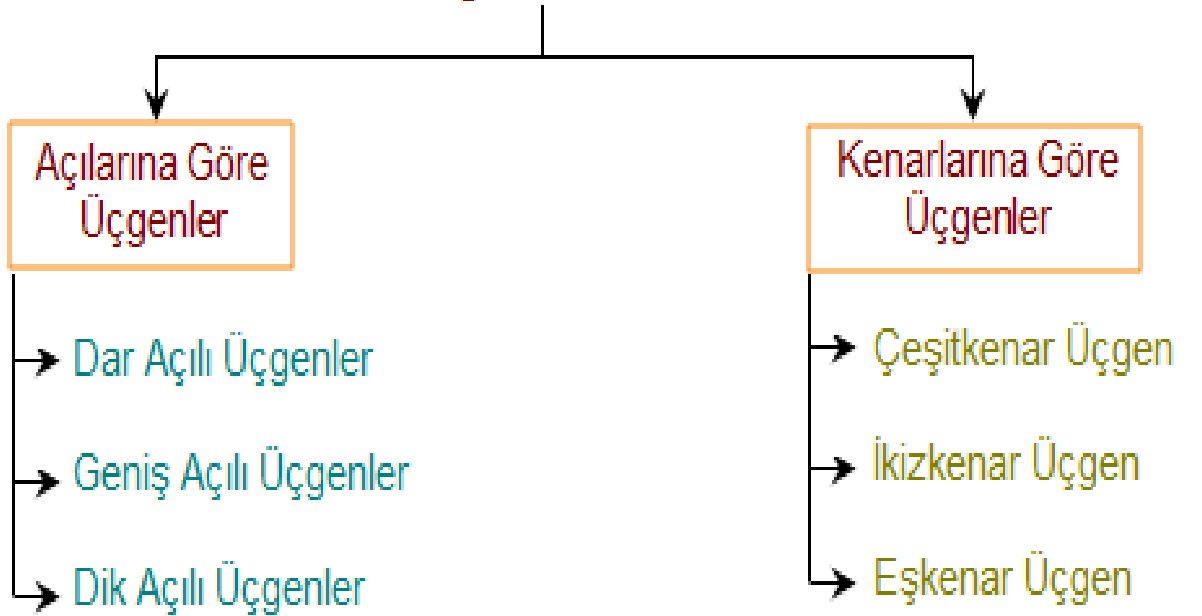 Açılarına Göre
Üçgenler
Dar Açılı Üçgenler
Geniş Açılı Üçgenler
Dik Açılı Üçgenler
Kenarlarına Göre
Üçgenler
Çeşitkenar Üçgen
İkizkenar Üçgen
Eşkenar Üçgen